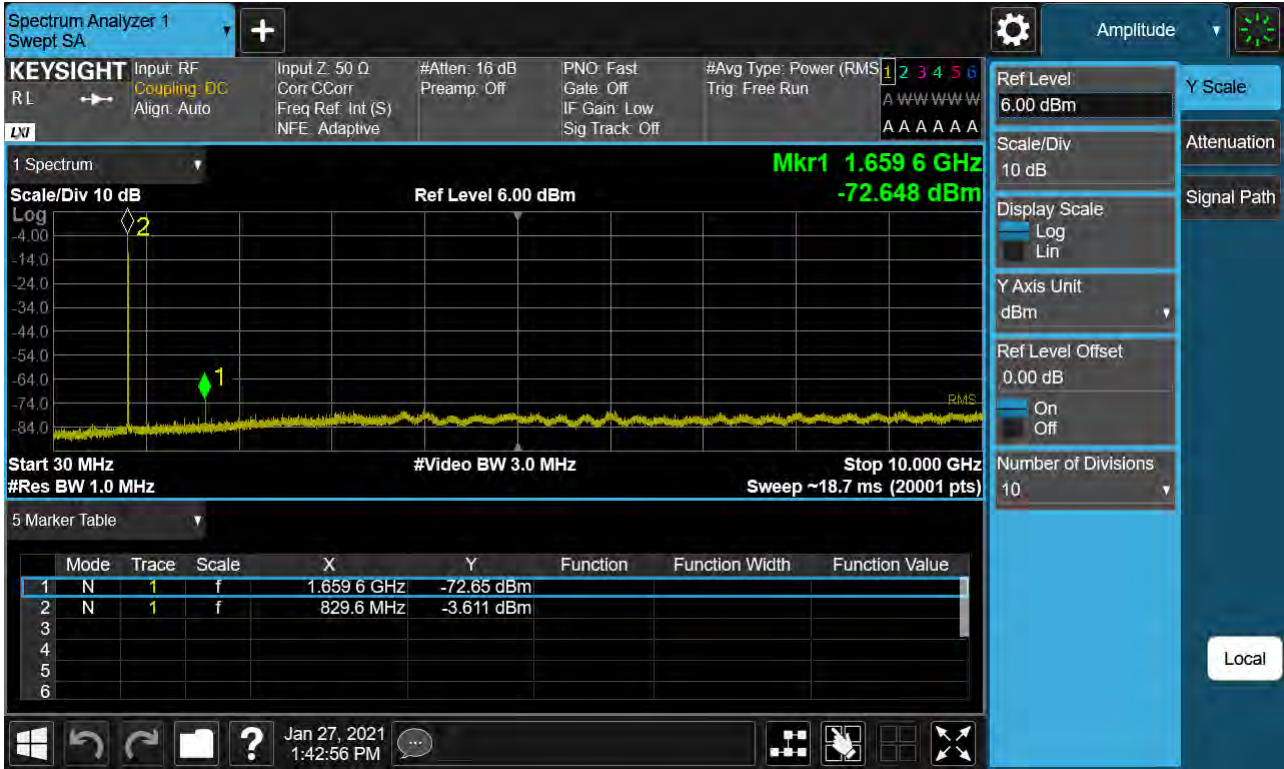 Spectrum Analyzer 1
Swept SA
Amplitude
KEYSIGHT
RL
LXI
Input: RF
Coupling: DC
Align: Auto
Input Z: 50 Ω
Corr CCorr
Freq Ref: Int (S)
NFE: Adaptive
#Atten: 16 dB
Preamp: Off
PNO: Fast
Gate: Off
IF Gain: Low
Sig Track: Off
#Avg Type: Power (RMS
Trig: Free Run
1 2 3 4 5 6
A W W W W W
A A A A A A
1 Spectrum
Mkr1 1.659 6 GHz
-72.648 dBm
Scale/Div 10 dB
Ref Level 6.00 dBm
Log
-4.00
-14.0
-24.0
-34.0
-44.0
-54.0
-64.0
-74.0
-84.0
2
1
RMS
Start 30 MHz
#Video BW 3.0 MHz
Stop 10.000 GHz
#Res BW 1.0 MHz
Sweep ~18.7 ms (20001 pts)
5 Marker Table
Mode Trace Scale X Y Function Function Width Function Value
1 N 1 f 1.659 6 GHz -72.65 dBm
2 N 1 f 829.6 MHz -3.611 dBm
3
4
5
6
Ref Level
6.00 dBm
Scale/Div
10 dB
Display Scale
Log
Lin
Y Axis Unit
dBm
Ref Level Offset
0.00 dB
On
Off
Number of Divisions
10
Y Scale
Attenuation
Signal Path
Local
?
Jan 27, 2021
1:42:56 PM